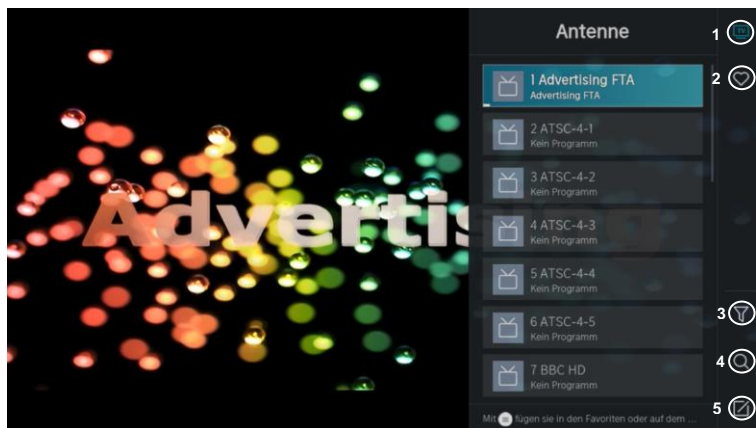 Antenne
1
2
1 Advertising FTA
Advertising FTA
2 ATSC-4-1
Kein Programm
3 ATSC-4-2
Kein Programm
Advertising
4 ATSC-4-3
Kein Programm
5 ATSC-4-4
Kein Programm
3
6 ATSC-4-5
Kein Programm
4
7 BBC HD
Kein Programm
5
Mit fügen sie in den Favoriten oder auf dem ...